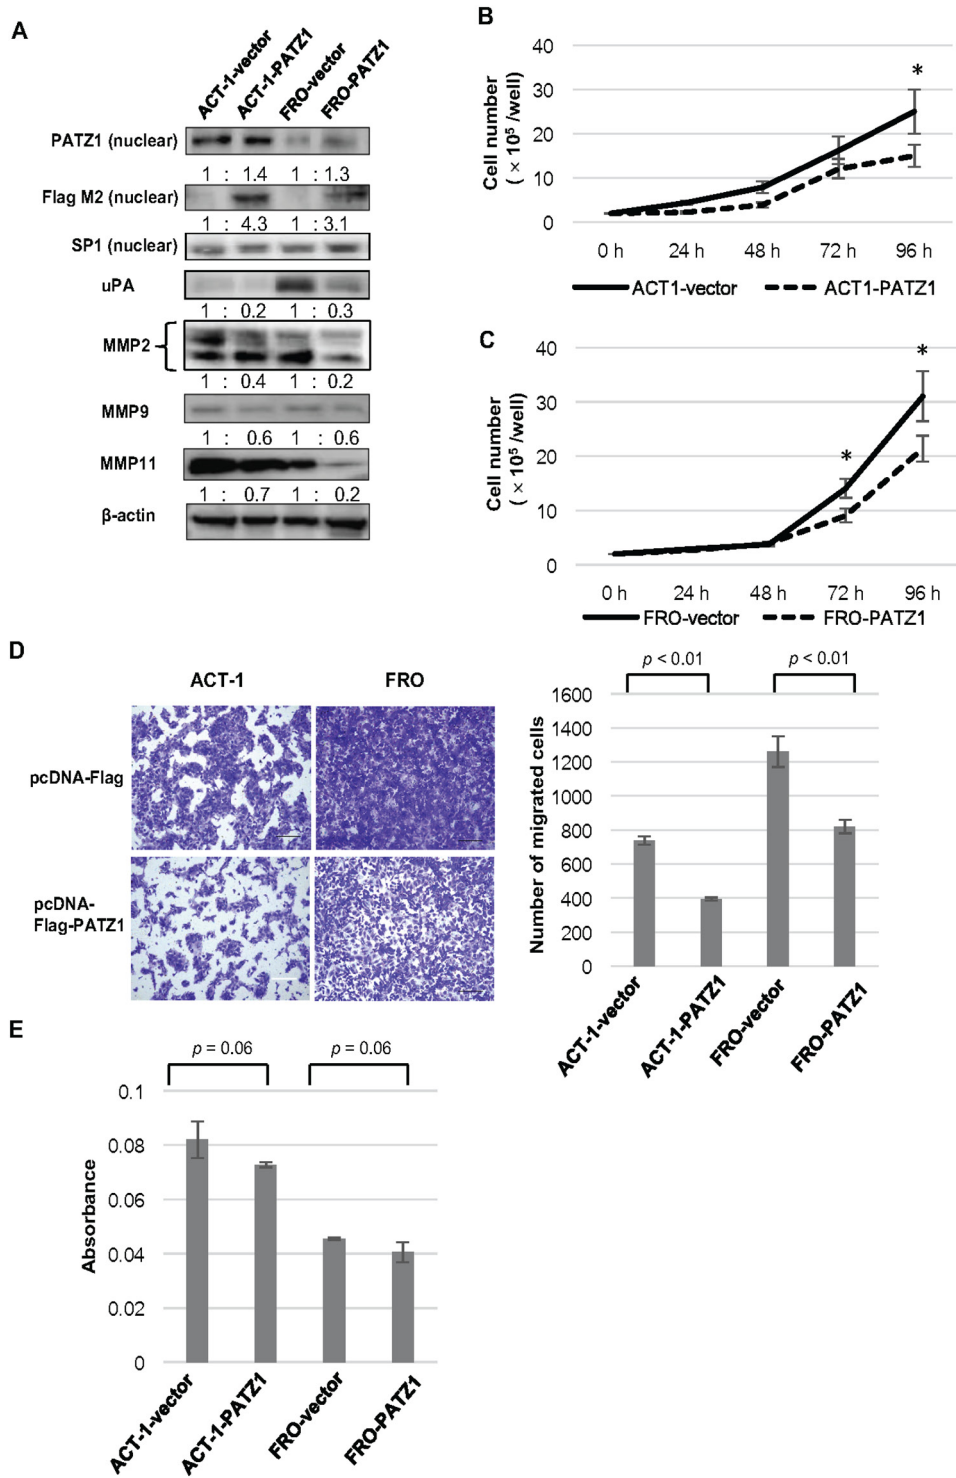 A
ACT-1-vector
ACT-1-PATZ1
FRO-vector
FRO-PATZ1
PATZ1 (nuclear)
1 : 1.4 1 : 1.3
Flag M2 (nuclear)
1 : 4.3 1 : 3.1
SP1 (nuclear)
uPA
1 : 0.2 1 : 0.3
MMP2
1 : 0.4 1 : 0.2
MMP9
1 : 0.6 1 : 0.6
MMP11
1 : 0.7 1 : 0.2
β-actin
B
Cell number
( × 10⁵ /well)
40
30
20
10
0
*
0 h 24 h 48 h 72 h 96 h
ACT1-vector ACT1-PATZ1
C
Cell number
( × 10⁵ /well)
40
30
20
10
0
*
*
0 h 24 h 48 h 72 h 96 h
FRO-vector FRO-PATZ1
D
ACT-1 FRO
pcDNA-Flag
pcDNA-
Flag-PATZ1
p < 0.01 p < 0.01
Number of migrated cells
1600
1400
1200
1000
800
600
400
200
0
ACT-1-vector
ACT-1-PATZ1
FRO-vector
FRO-PATZ1
E
p = 0.06 p = 0.06
Absorbance
0.1
0.08
0.06
0.04
0.02
0
ACT-1-vector
ACT-1-PATZ1
FRO-vector
FRO-PATZ1